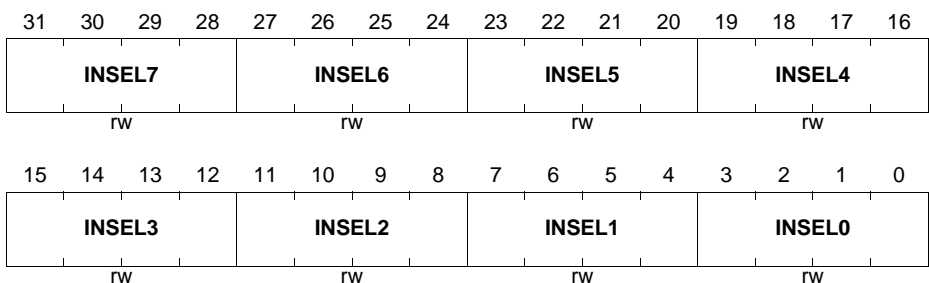 31 30 29 28 27 26 25 24 23 22 21 20 19 18 17 16
INSEL7 INSEL6 INSEL5 INSEL4
rw rw rw rw
15 14 13 12 11 10 9 8 7 6 5 4 3 2 1 0
INSEL3 INSEL2 INSEL1 INSEL0
rw rw rw rw